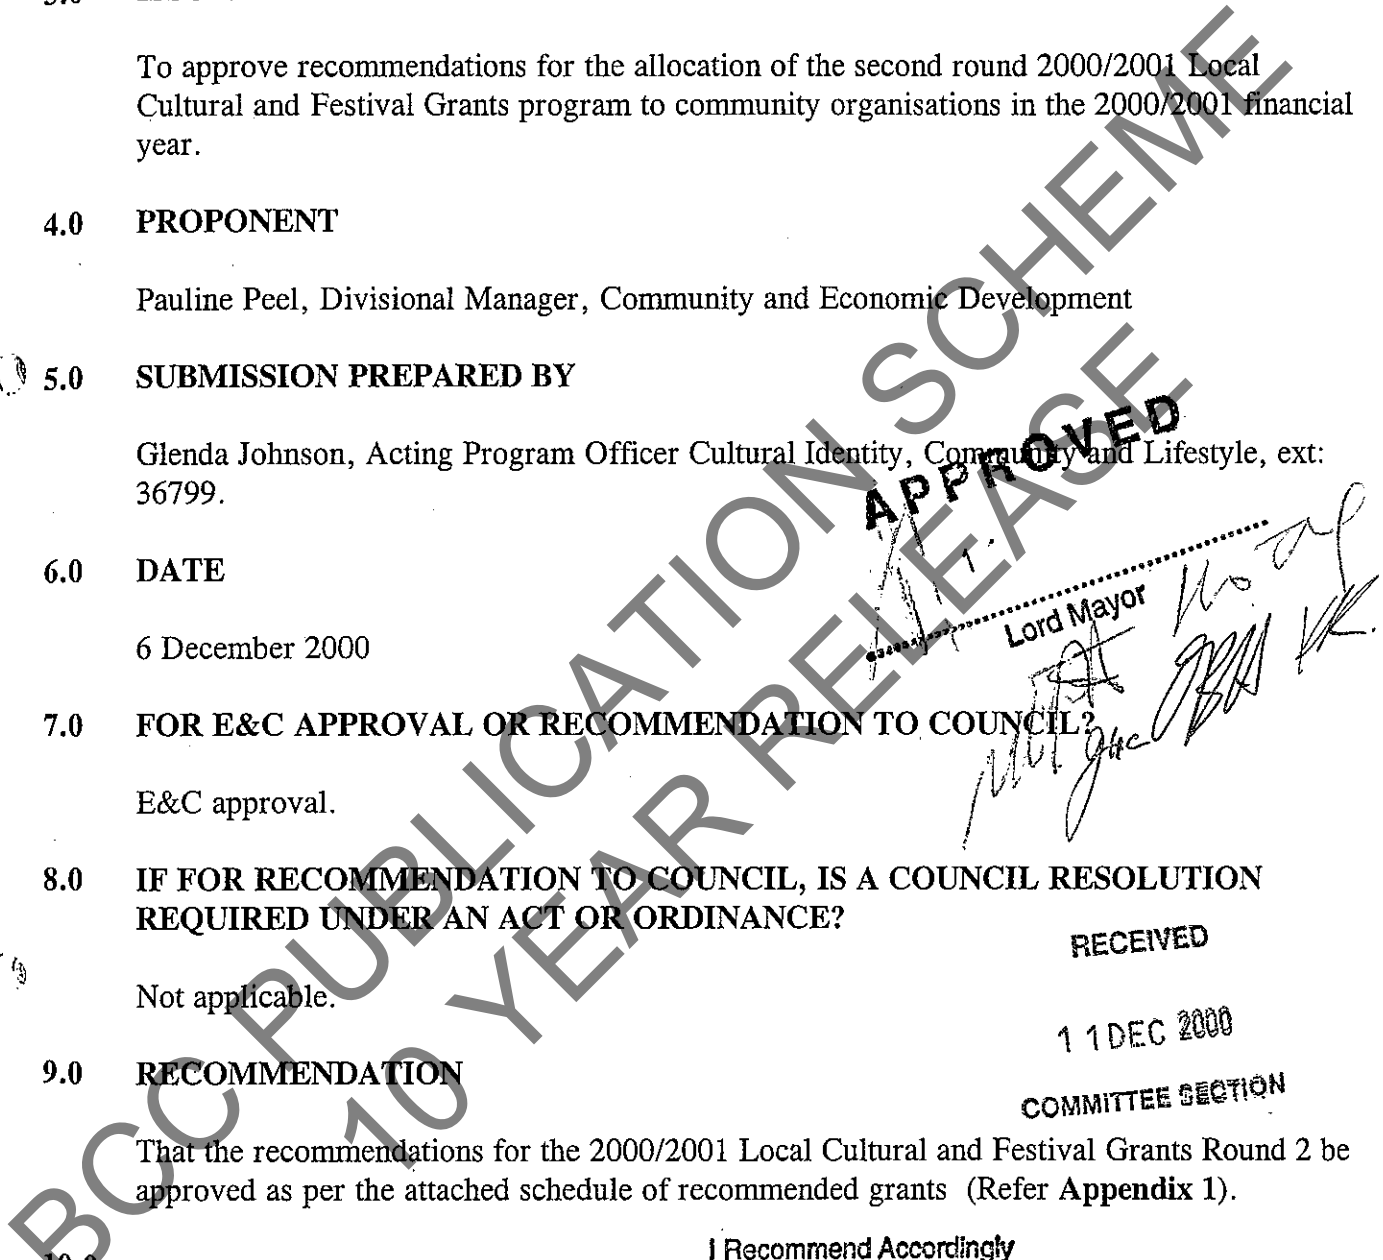 To approve recommendations for the allocation of the second round 2000/2001 Local
Cultural and Festival Grants program to community organisations in the 2000/2001 financial
year.
4.0 PROPONENT
Pauline Peel, Divisional Manager, Community and Economic Development
5.0 SUBMISSION PREPARED BY
Glenda Johnson, Acting Program Officer Cultural Identity, Community and Lifestyle, ext:
36799.
APPROVED
Lord Mayor
6.0 DATE
6 December 2000
7.0 FOR E&C APPROVAL OR RECOMMENDATION TO COUNCIL?
E&C approval.
8.0 IF FOR RECOMMENDATION TO COUNCIL, IS A COUNCIL RESOLUTION
REQUIRED UNDER AN ACT OR ORDINANCE?
Not applicable.
RECEIVED
11 DEC 2000
COMMITTEE SECTION
9.0 RECOMMENDATION
That the recommendations for the 2000/2001 Local Cultural and Festival Grants Round 2 be
approved as per the attached schedule of recommended grants (Refer Appendix 1).
10.0
I Recommend Accordingly
BCC PUBLICATION SCHEME
10 YEAR RELEASE